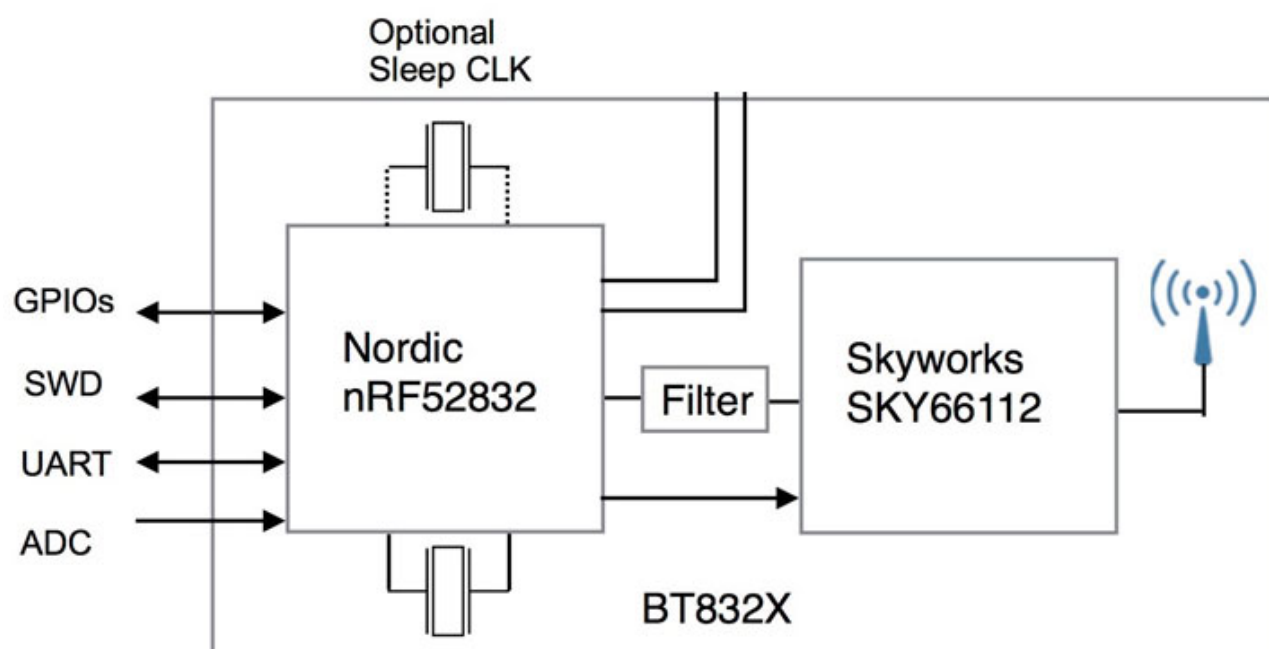 Optional
Sleep CLK
GPIOs
SWD
UART
ADC
Nordic
nRF52832
Filter
Skyworks
SKY66112
BT832X